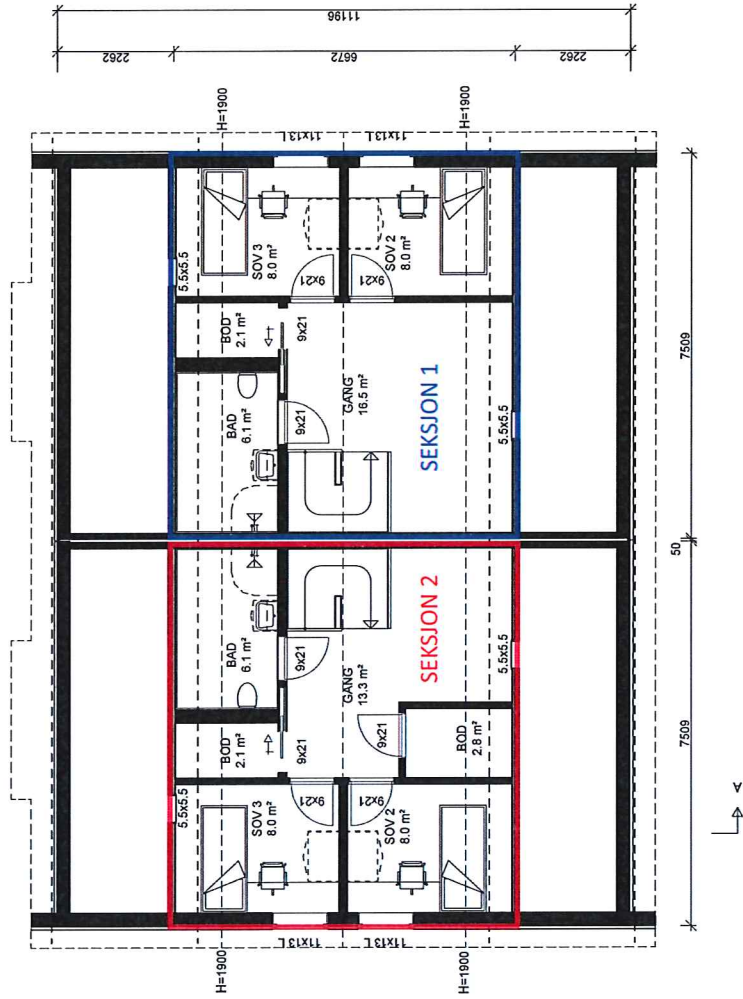 11196
2262
6672
2262
H=1900
H=1900
11x13 L
11x13 L
5.5x5.5
SOV 3
8.0 m²
SOV 2
8.0 m²
9x21
9x21
BOD
2.1 m²
9x21
BAD
6.1 m²
9x21
GANG
16.5 m²
SEKSJON 1
5.5x5.5
7509
50
BAD
6.1 m²
9x21
GANG
13.3 m²
SEKSJON 2
5.5x5.5
BOD
2.1 m²
9x21
9x21
BOD
2.8 m²
5.5x5.5
SOV 3
8.0 m²
SOV 2
8.0 m²
9x21
9x21
7509
11x13 L
11x13 L
H=1900
H=1900
A